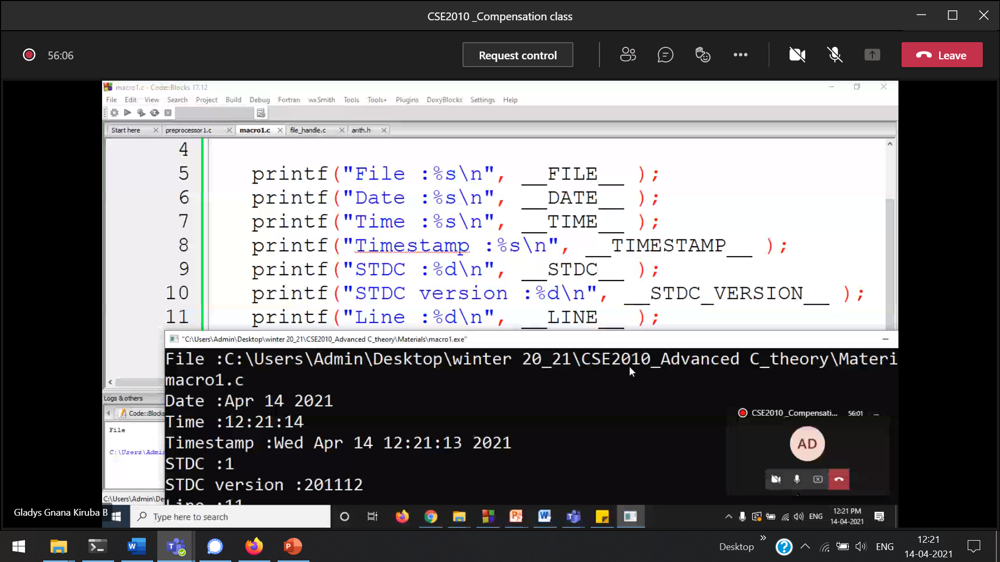 CSE2010 _Compensation class
56:06
Request control
Leave
macro1.c - Code::Blocks 17.12
File Edit View Search Project Build Debug Fortran wxSmith Tools Tools+ Plugins DoxyBlocks Settings Help
Start here preprocessor1.c macro1.c file_handle.c arith.h
4
5 printf("File :%s\n", __FILE__ );
6 printf("Date :%s\n", __DATE__ );
7 printf("Time :%s\n", __TIME__ );
8 printf("Timestamp :%s\n", __TIMESTAMP__ );
9 printf("STDC :%d\n", __STDC__ );
10 printf("STDC version :%d\n", __STDC_VERSION__ );
11 printf("Line :%d\n", __LINE__ );
"C:\Users\Admin\Desktop\winter 20_21\CSE2010_Advanced C_theory\Materials\macro1.exe"
File :C:\Users\Admin\Desktop\winter 20_21\CSE2010_Advanced C_theory\Materi
macro1.c
Date :Apr 14 2021
Time :12:21:14
Timestamp :Wed Apr 14 12:21:13 2021
STDC :1
STDC version :201112
Line :11
Logs & others
Code::Blocks
File
C:\Users\Admin
C:\Users\Admin\De
CSE2010 _Compensati... 56:01
AD
Gladys Gnana Kiruba B
Type here to search
ENG
12:21 PM
14-04-2021
Desktop
ENG
12:21
14-04-2021